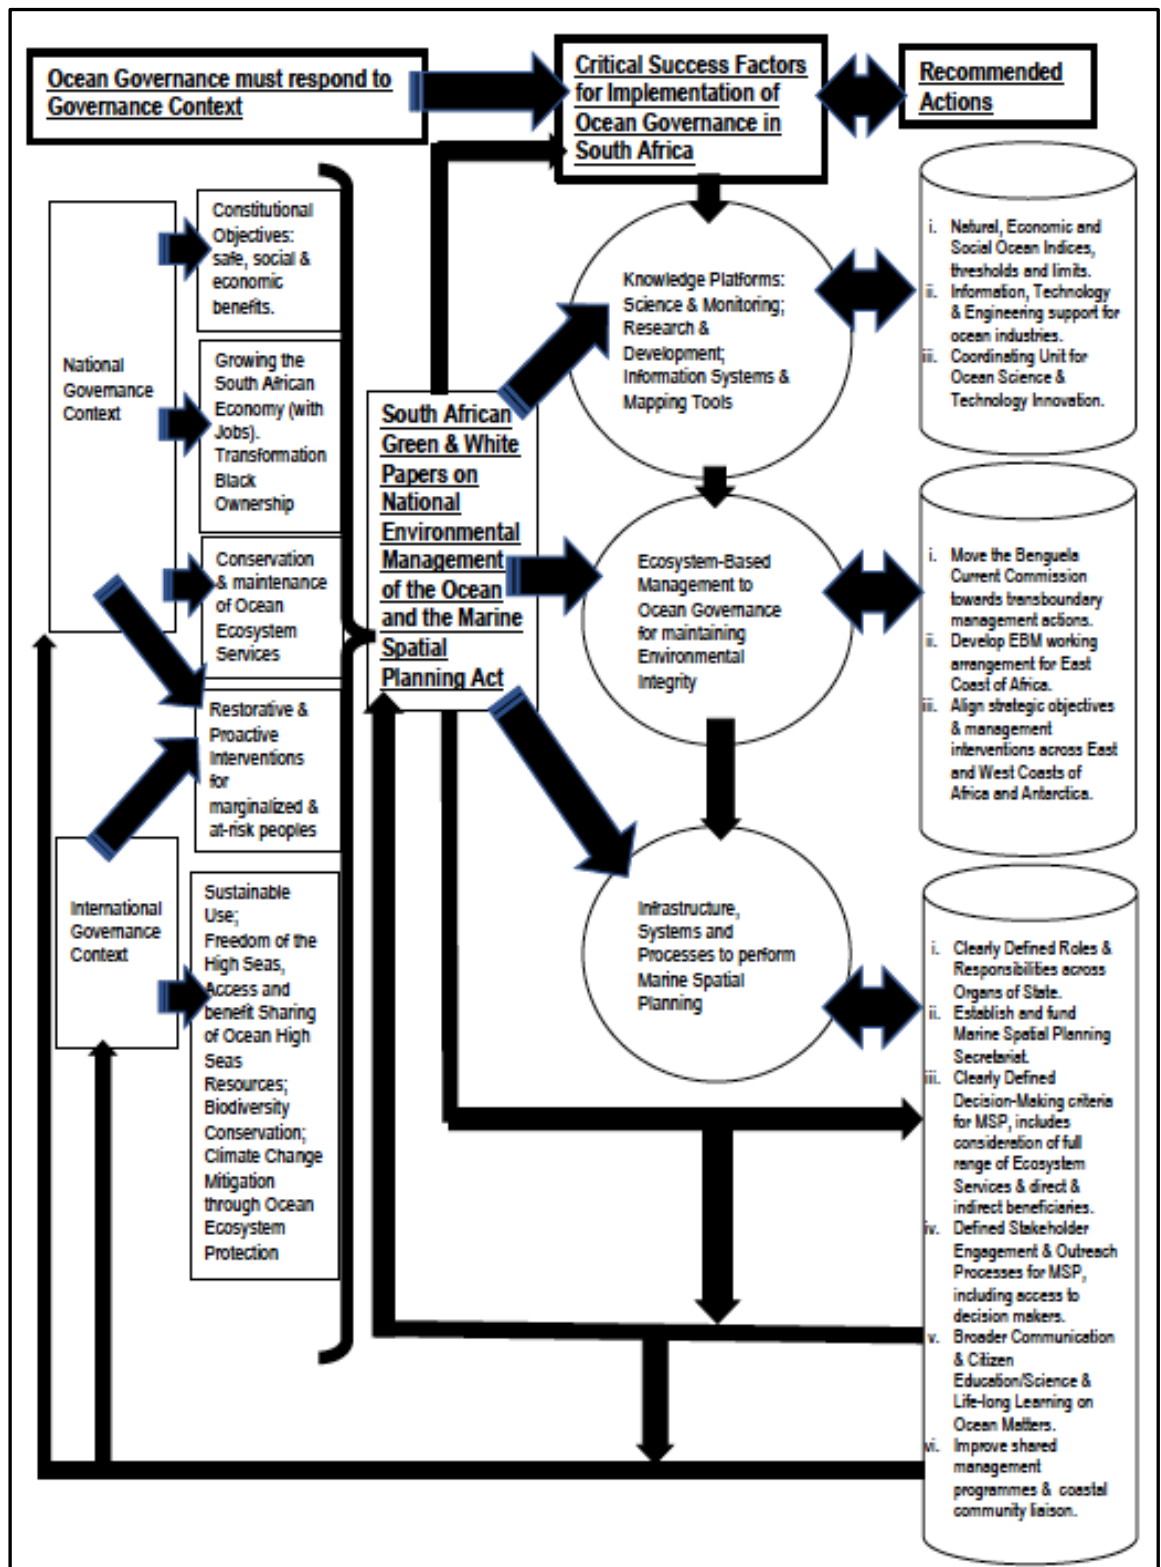 Ocean Governance must respond to
Governance Context
Critical Success Factors
for Implementation of
Ocean Governance in
South Africa
Recommended
Actions
National
Governance
Context
Constitutional
Objectives:
safe, social &
economic
benefits.
Growing the
South African
Economy (with
Jobs).
Transformation
Black
Ownership
Conservation
& maintenance
of Ocean
Ecosystem
Services
Restorative &
Proactive
Interventions
for
marginalized &
at-risk peoples
International
Governance
Context
Sustainable
Use;
Freedom of the
High Seas,
Access and
benefit Sharing
of Ocean High
Seas
Resources;
Biodiversity
Conservation;
Climate Change
Mitigation
through Ocean
Ecosystem
Protection
South African
Green & White
Papers on
National
Environmental
Management
of the Ocean
and the Marine
Spatial
Planning Act
Knowledge Platforms:
Science & Monitoring;
Research &
Development;
Information Systems &
Mapping Tools
Ecosystem-Based
Management to
Ocean Governance
for maintaining
Environmental
Integrity
Infrastructure,
Systems and
Processes to perform
Marine Spatial
Planning
i. Natural, Economic and
Social Ocean Indices,
thresholds and limits.
ii. Information, Technology
& Engineering support for
ocean industries.
iii. Coordinating Unit for
Ocean Science &
Technology Innovation.
i. Move the Benguela
Current Commission
towards transboundary
management actions.
ii. Develop EBM working
arrangement for East
Coast of Africa.
iii. Align strategic objectives
& management
interventions across East
and West Coasts of
Africa and Antarctica.
i. Clearly Defined Roles &
Responsibilities across
Organs of State.
ii. Establish and fund
Marine Spatial Planning
Secretariat.
iii. Clearly Defined
Decision-Making criteria
for MSP, includes
consideration of full
range of Ecosystem
Services & direct &
indirect beneficiaries.
iv. Defined Stakeholder
Engagement & Outreach
Processes for MSP,
including access to
decision makers.
v. Broader Communication
& Citizen
Education/Science &
Life-long Learning on
Ocean Matters.
vi. Improve shared
management
programmes & coastal
community liaison.